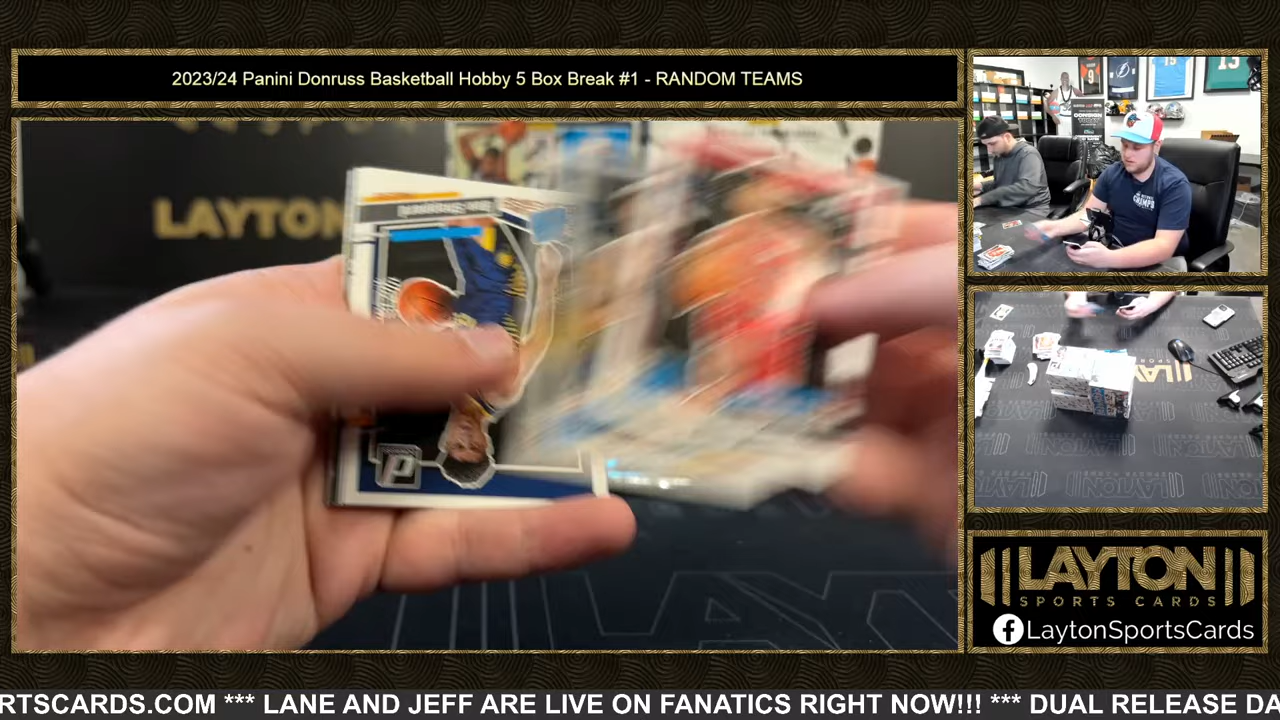 2023/24 Panini Donruss Basketball Hobby 5 Box Break #1 - RANDOM TEAMS
LAYTON
LAYTON
SPORTS CARDS
LaytonSportsCards
RTSCARDS.COM *** LANE AND JEFF ARE LIVE ON FANATICS RIGHT NOW!!! *** DUAL RELEASE DA